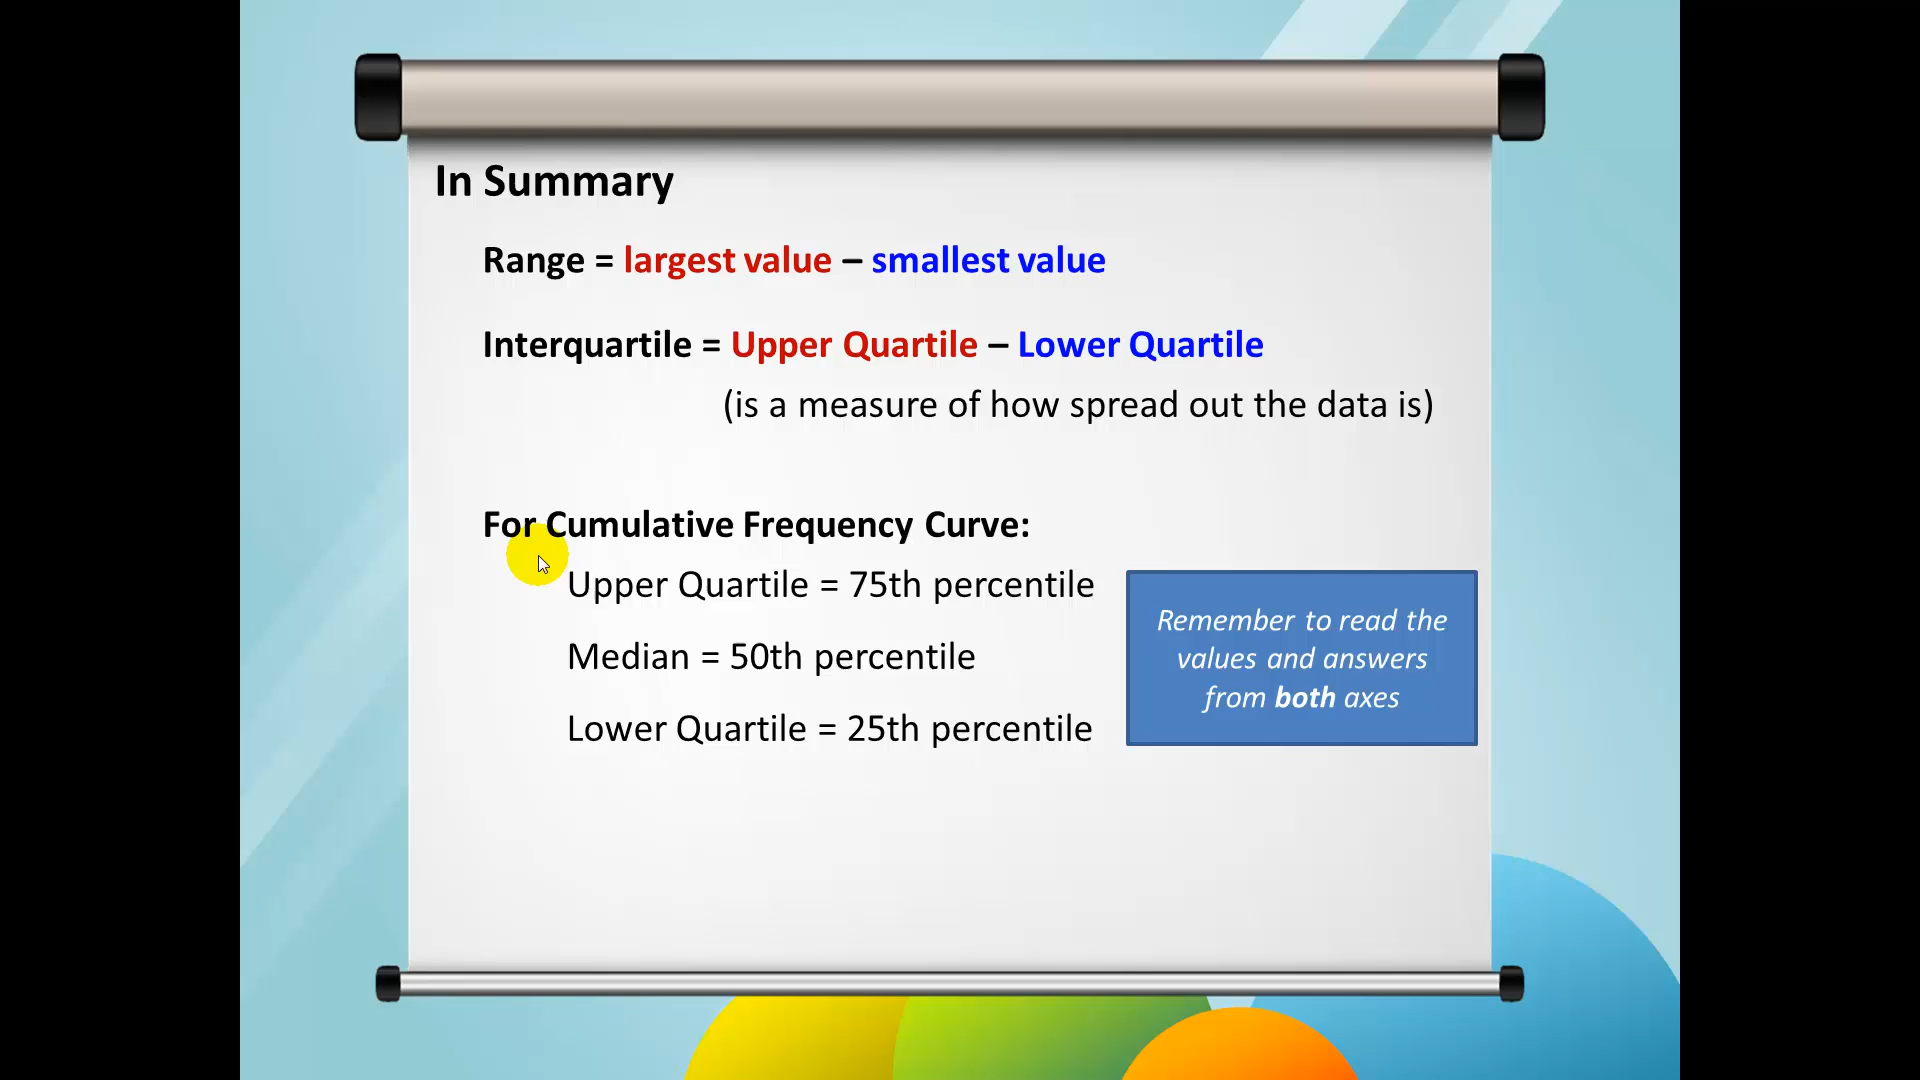 In Summary
Range = largest value – smallest value
Interquartile = Upper Quartile – Lower Quartile
(is a measure of how spread out the data is)
For Cumulative Frequency Curve:
Upper Quartile = 75th percentile
Median = 50th percentile
Lower Quartile = 25th percentile
Remember to read the
values and answers
from both axes